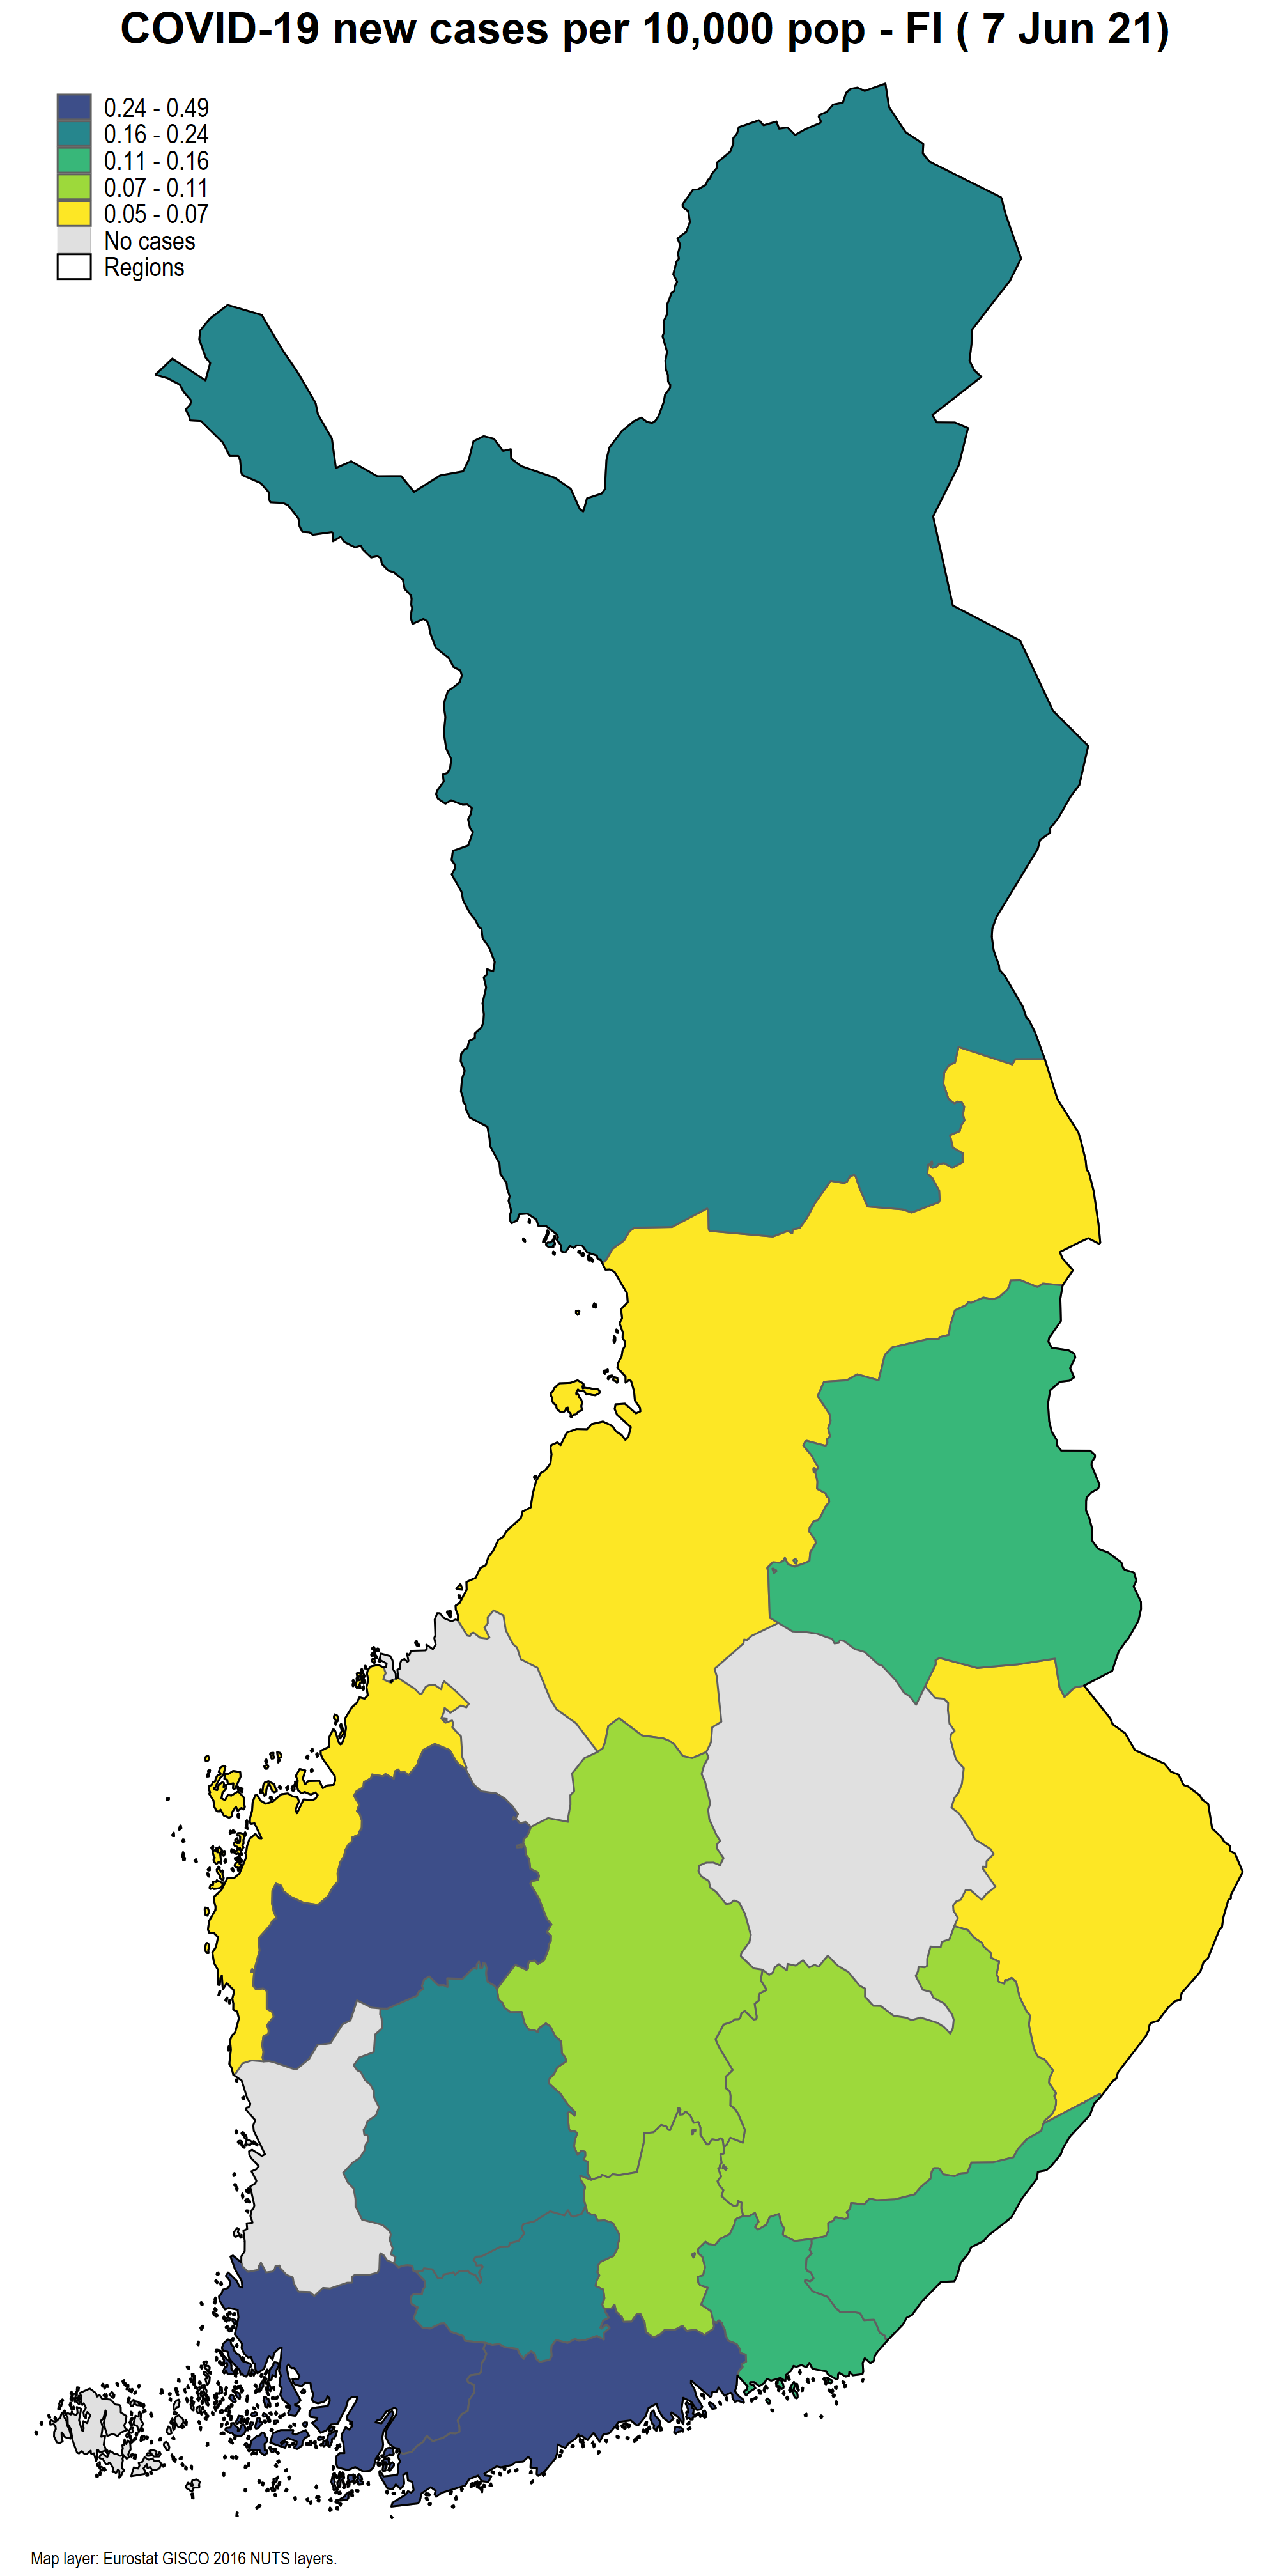 COVID-19 new cases per 10,000 pop - FI ( 7 Jun 21)
0.24 - 0.49
0.16 - 0.24
0.11 - 0.16
0.07 - 0.11
0.05 - 0.07
No cases
Regions
Map layer: Eurostat GISCO 2016 NUTS layers.